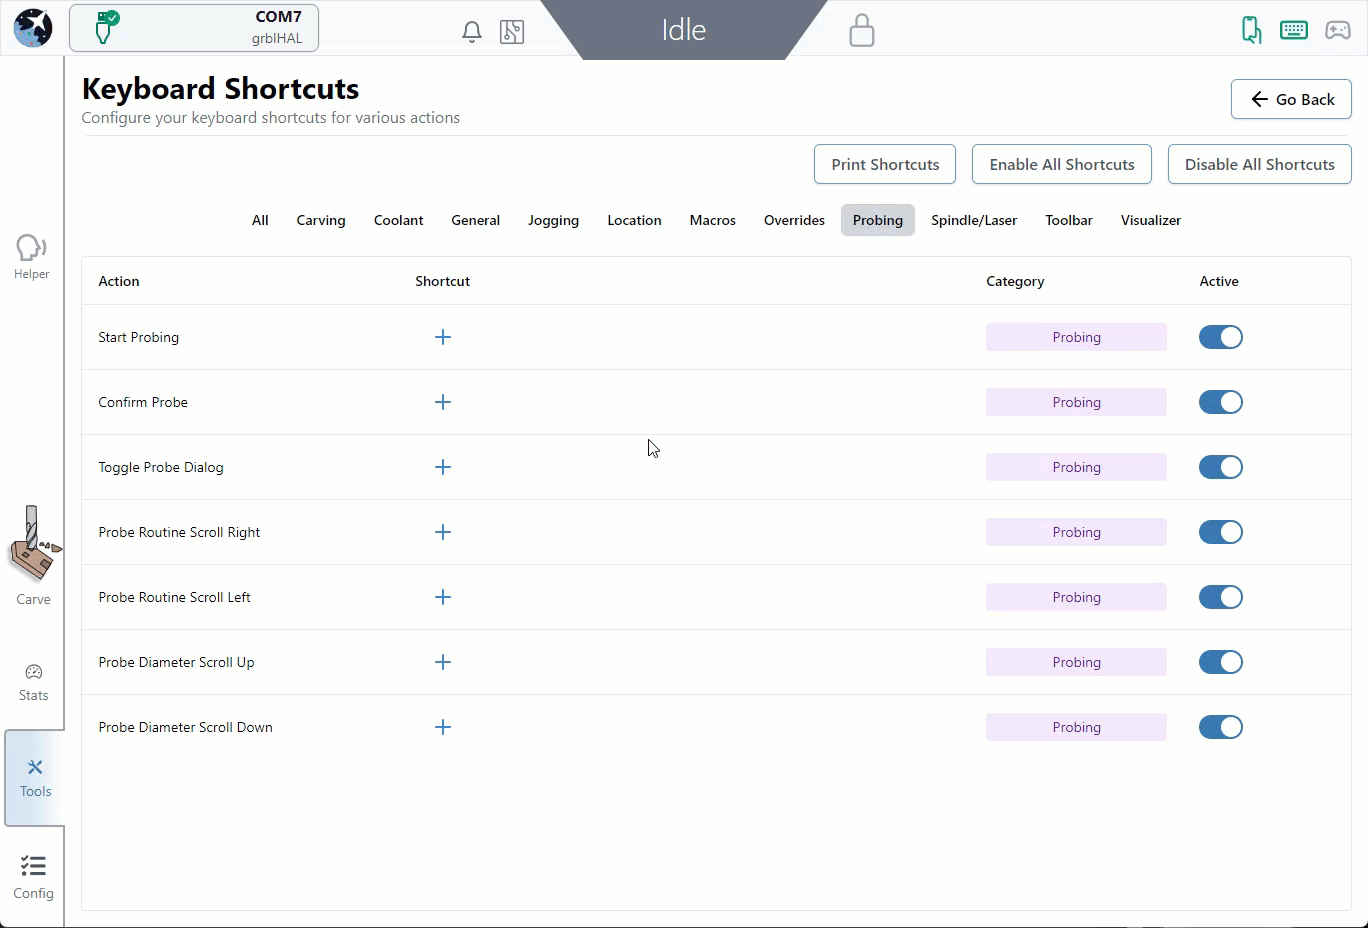 COM7
grblHAL
Idle
Keyboard Shortcuts
Configure your keyboard shortcuts for various actions
Go Back
Print Shortcuts Enable All Shortcuts Disable All Shortcuts
All Carving Coolant General Jogging Location Macros Overrides Probing Spindle/Laser Toolbar Visualizer
Helper
Action Shortcut Category Active
Start Probing Probing
Confirm Probe Probing
Toggle Probe Dialog Probing
Probe Routine Scroll Right Probing
Probe Routine Scroll Left Probing
Carve
Probe Diameter Scroll Up Probing
Stats
Probe Diameter Scroll Down Probing
Tools
Config